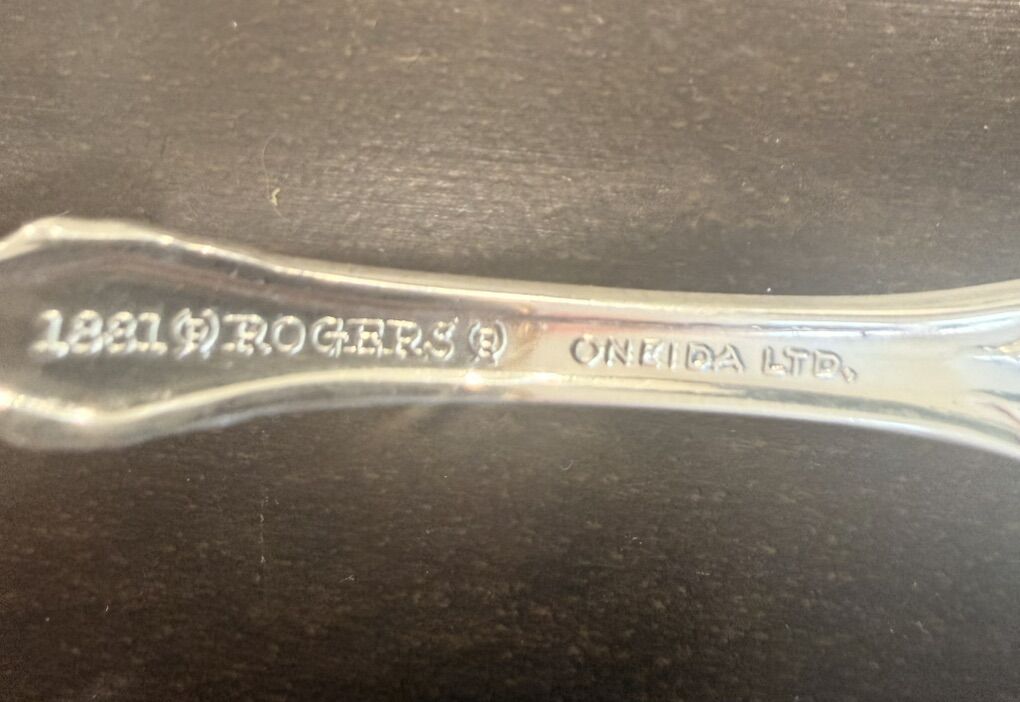 1881 ® ROGERS ® ONEIDA LTD.